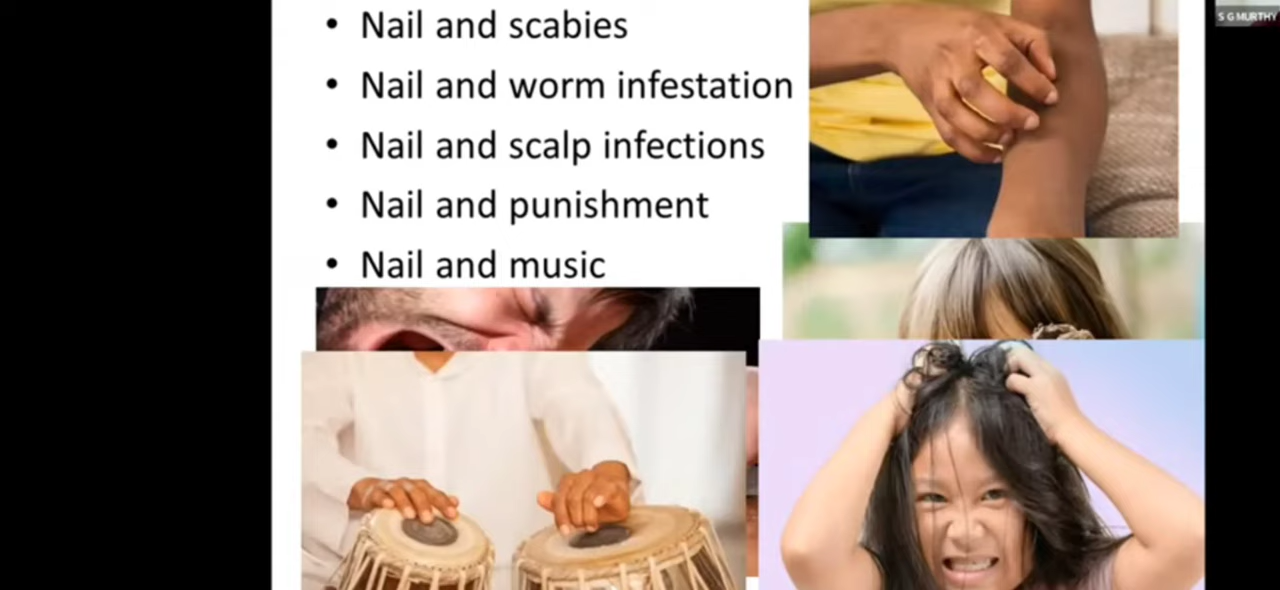 • Nail and scabies
• Nail and worm infestation
• Nail and scalp infections
• Nail and punishment
• Nail and music
S G MURTHY